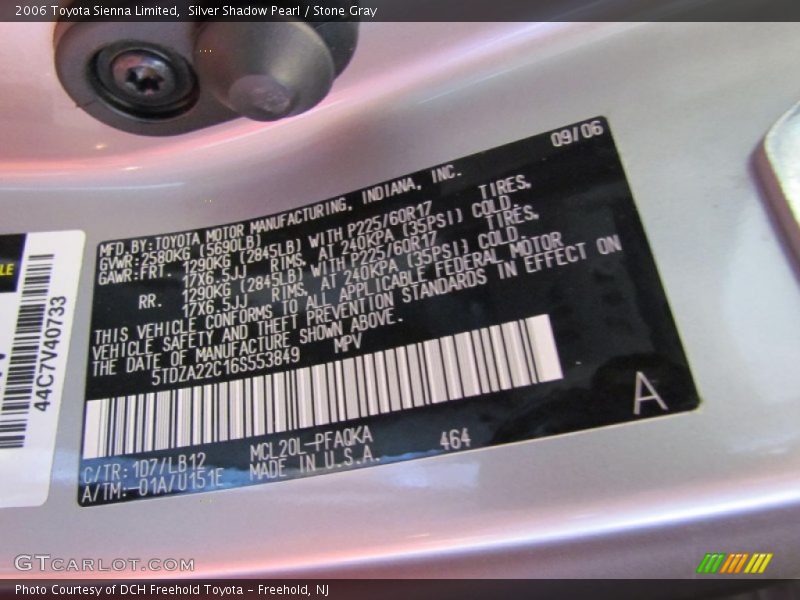 2006 Toyota Sienna Limited, Silver Shadow Pearl / Stone Gray
09/06
MFD.BY:TOYOTA MOTOR MANUFACTURING, INDIANA, INC.
GVWR:2580KG (5690LB)
GAWR:FRT. 1290KG (2845LB) WITH P225/60R17 TIRES,
17X6.5JJ RIMS, AT 240KPA (35PSI) COLD.
RR. 1290KG (2845LB) WITH P225/60R17 TIRES,
17X6.5JJ RIMS, AT 240KPA (35PSI) COLD.
THIS VEHICLE CONFORMS TO ALL APPLICABLE FEDERAL MOTOR
VEHICLE SAFETY AND THEFT PREVENTION STANDARDS IN EFFECT ON
THE DATE OF MANUFACTURE SHOWN ABOVE.
5TDZA22C16S553849 MPV
A
C/TR:1D7/LB12 MCL20L-PFAQKA 464
A/TM:-01A/U151E MADE IN U.S.A.
44C7V40733
GTCARLOT.COM
Photo Courtesy of DCH Freehold Toyota - Freehold, NJ